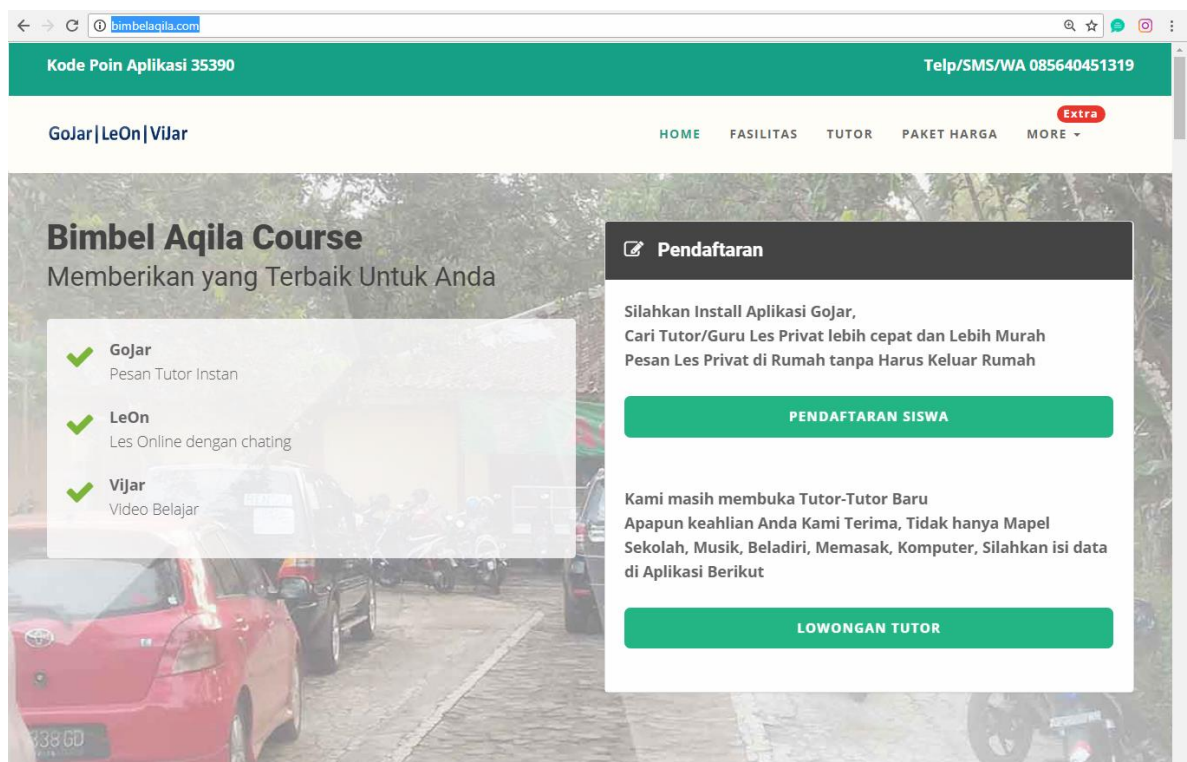 bimbelaqila.com
Kode Poin Aplikasi 35390
Telp/SMS/WA 085640451319
GoJar|LeOn|ViJar
HOME
FASILITAS
TUTOR
PAKET HARGA
MORE
Extra
Bimbel Aqila Course
Memberikan yang Terbaik Untuk Anda
GoJar
Pesan Tutor Instan
LeOn
Les Online dengan chating
ViJar
Video Belajar
Pendaftaran
Silahkan Install Aplikasi GoJar,
Cari Tutor/Guru Les Privat lebih cepat dan Lebih Murah
Pesan Les Privat di Rumah tanpa Harus Keluar Rumah
PENDAFTARAN SISWA
Kami masih membuka Tutor-Tutor Baru
Apapun keahlian Anda Kami Terima, Tidak hanya Mapel
Sekolah, Musik, Beladiri, Memasak, Komputer, Silahkan isi data
di Aplikasi Berikut
LOWONGAN TUTOR
338 GD